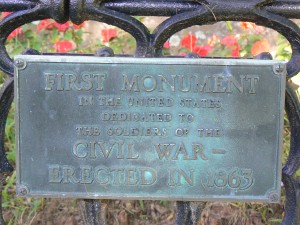 FIRST MONUMENT
IN THE UNITED STATES
DEDICATED TO
THE SOLDIERS OF THE
CIVIL WAR –
ERECTED IN 1863